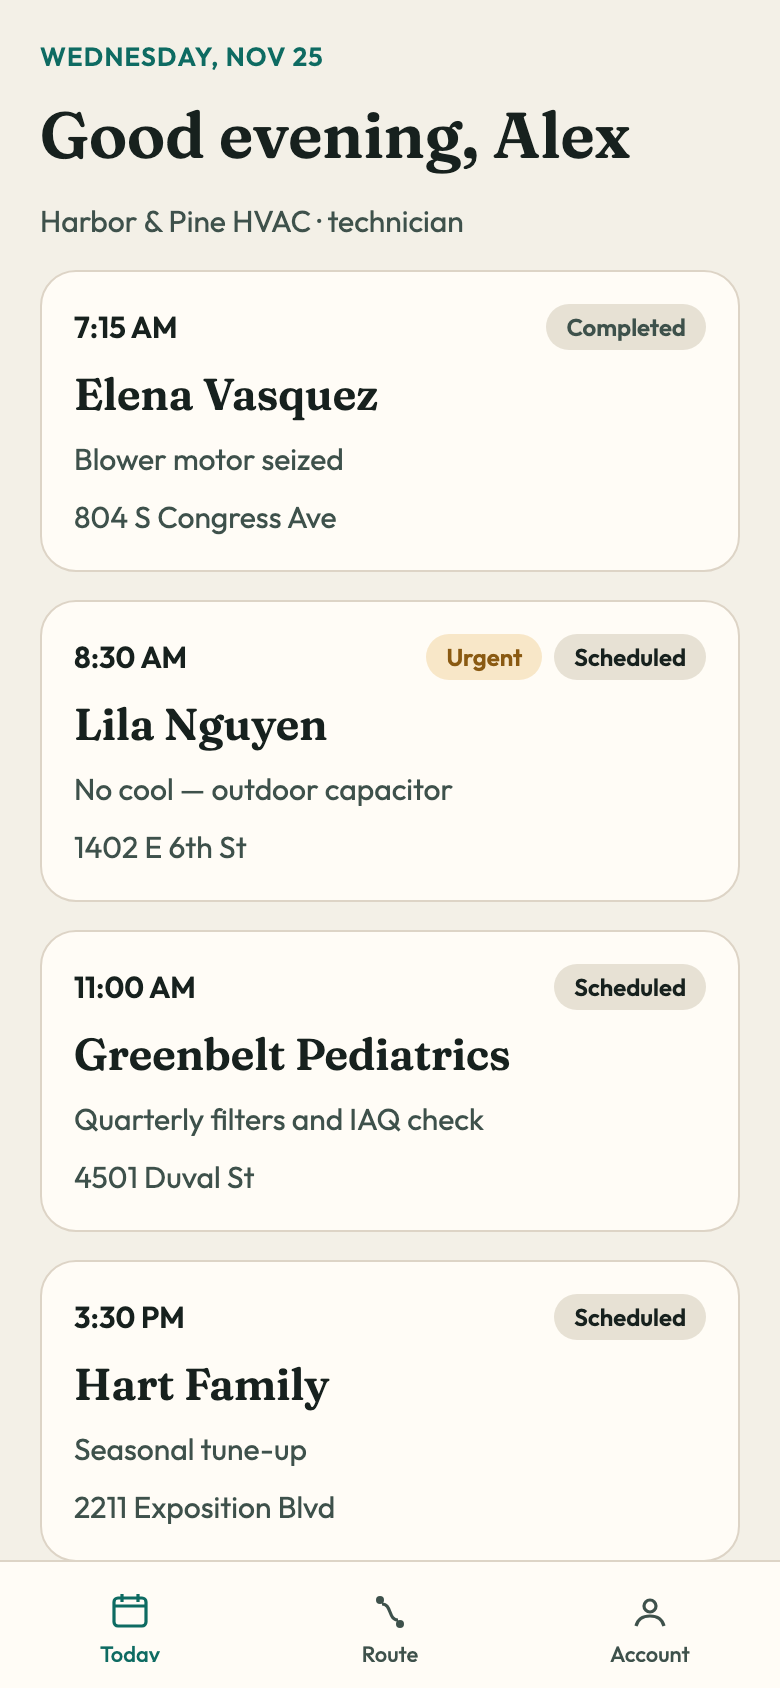 WEDNESDAY, NOV 25
Good evening, Alex
Harbor & Pine HVAC · technician
7:15 AM
Completed
Elena Vasquez
Blower motor seized
804 S Congress Ave
8:30 AM
Urgent
Scheduled
Lila Nguyen
No cool — outdoor capacitor
1402 E 6th St
11:00 AM
Scheduled
Greenbelt Pediatrics
Quarterly filters and IAQ check
4501 Duval St
3:30 PM
Scheduled
Hart Family
Seasonal tune-up
2211 Exposition Blvd
Today
Route
Account